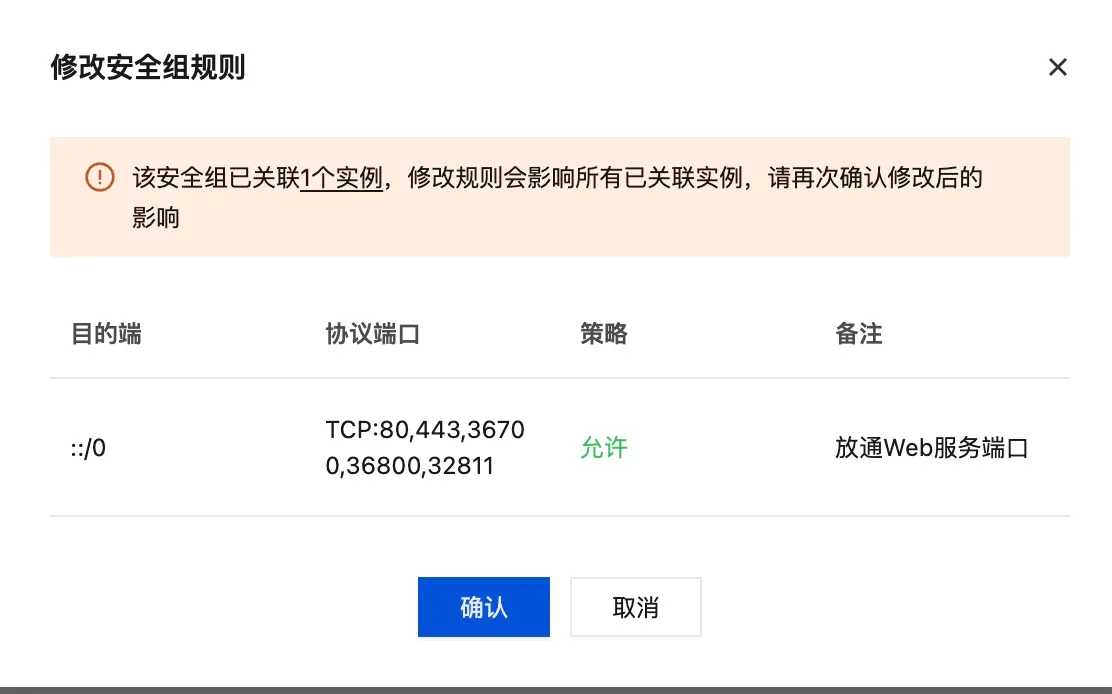 修改安全组规则
该安全组已关联1个实例，修改规则会影响所有已关联实例，请再次确认修改后的
影响
目的端 协议端口 策略 备注
::/0 TCP:80,443,3670 允许 放通Web服务端口
0,36800,32811
确认 取消